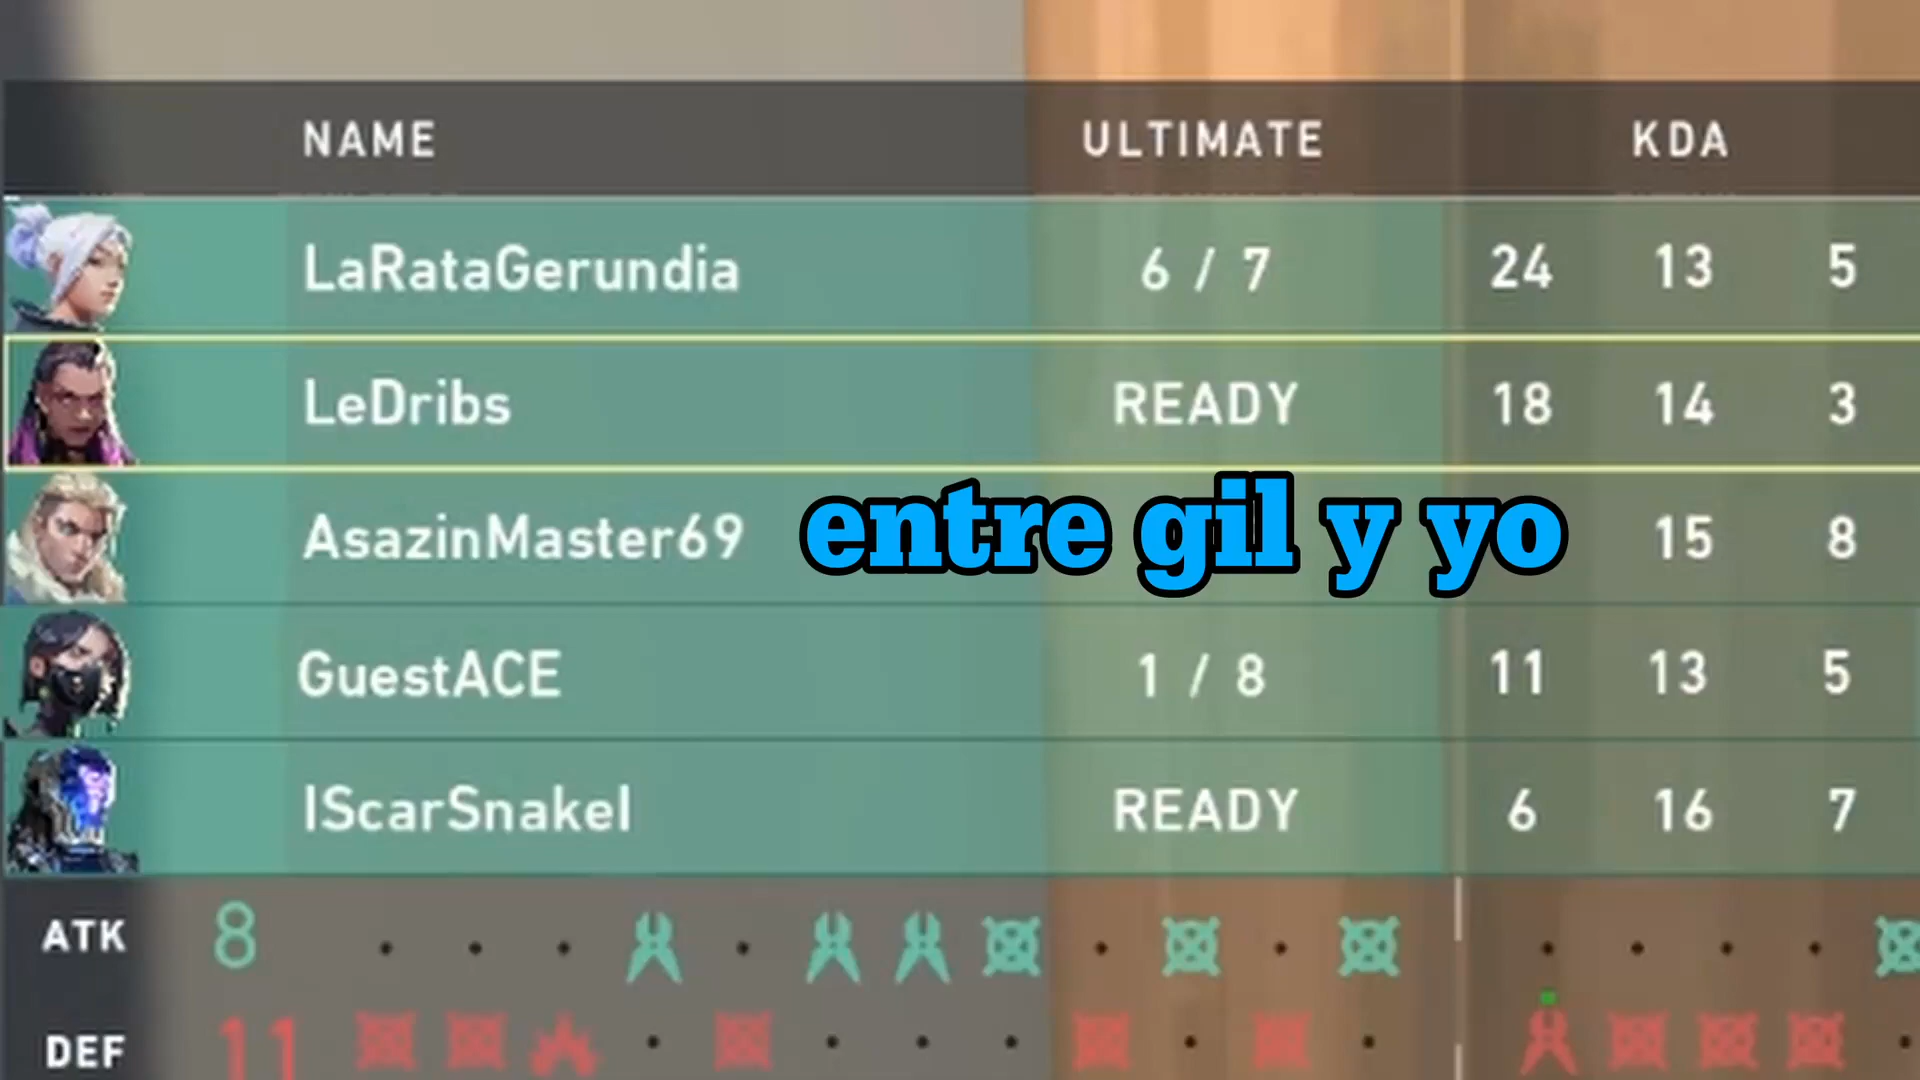 NAME ULTIMATE KDA
LaRataGerundia 6 / 7 24 13 5
LeDribs READY 18 14 3
AsazinMaster69 entre gil y yo 15 8
GuestACE 1 / 8 11 13 5
IScarSnakeI READY 6 16 7
ATK 8
DEF 11